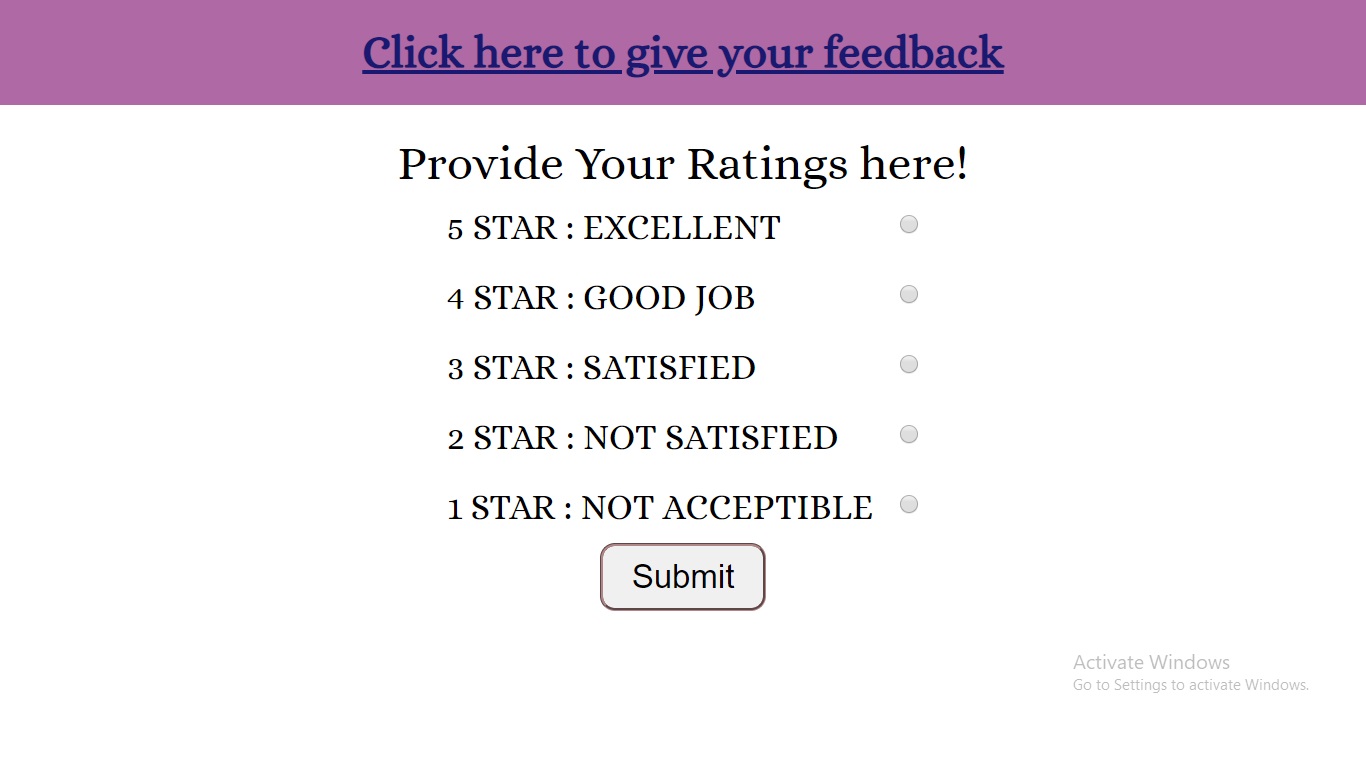 Click here to give your feedback
Provide Your Ratings here!
5 STAR : EXCELLENT
4 STAR : GOOD JOB
3 STAR : SATISFIED
2 STAR : NOT SATISFIED
1 STAR : NOT ACCEPTIBLE
Submit
Activate Windows
Go to Settings to activate Windows.